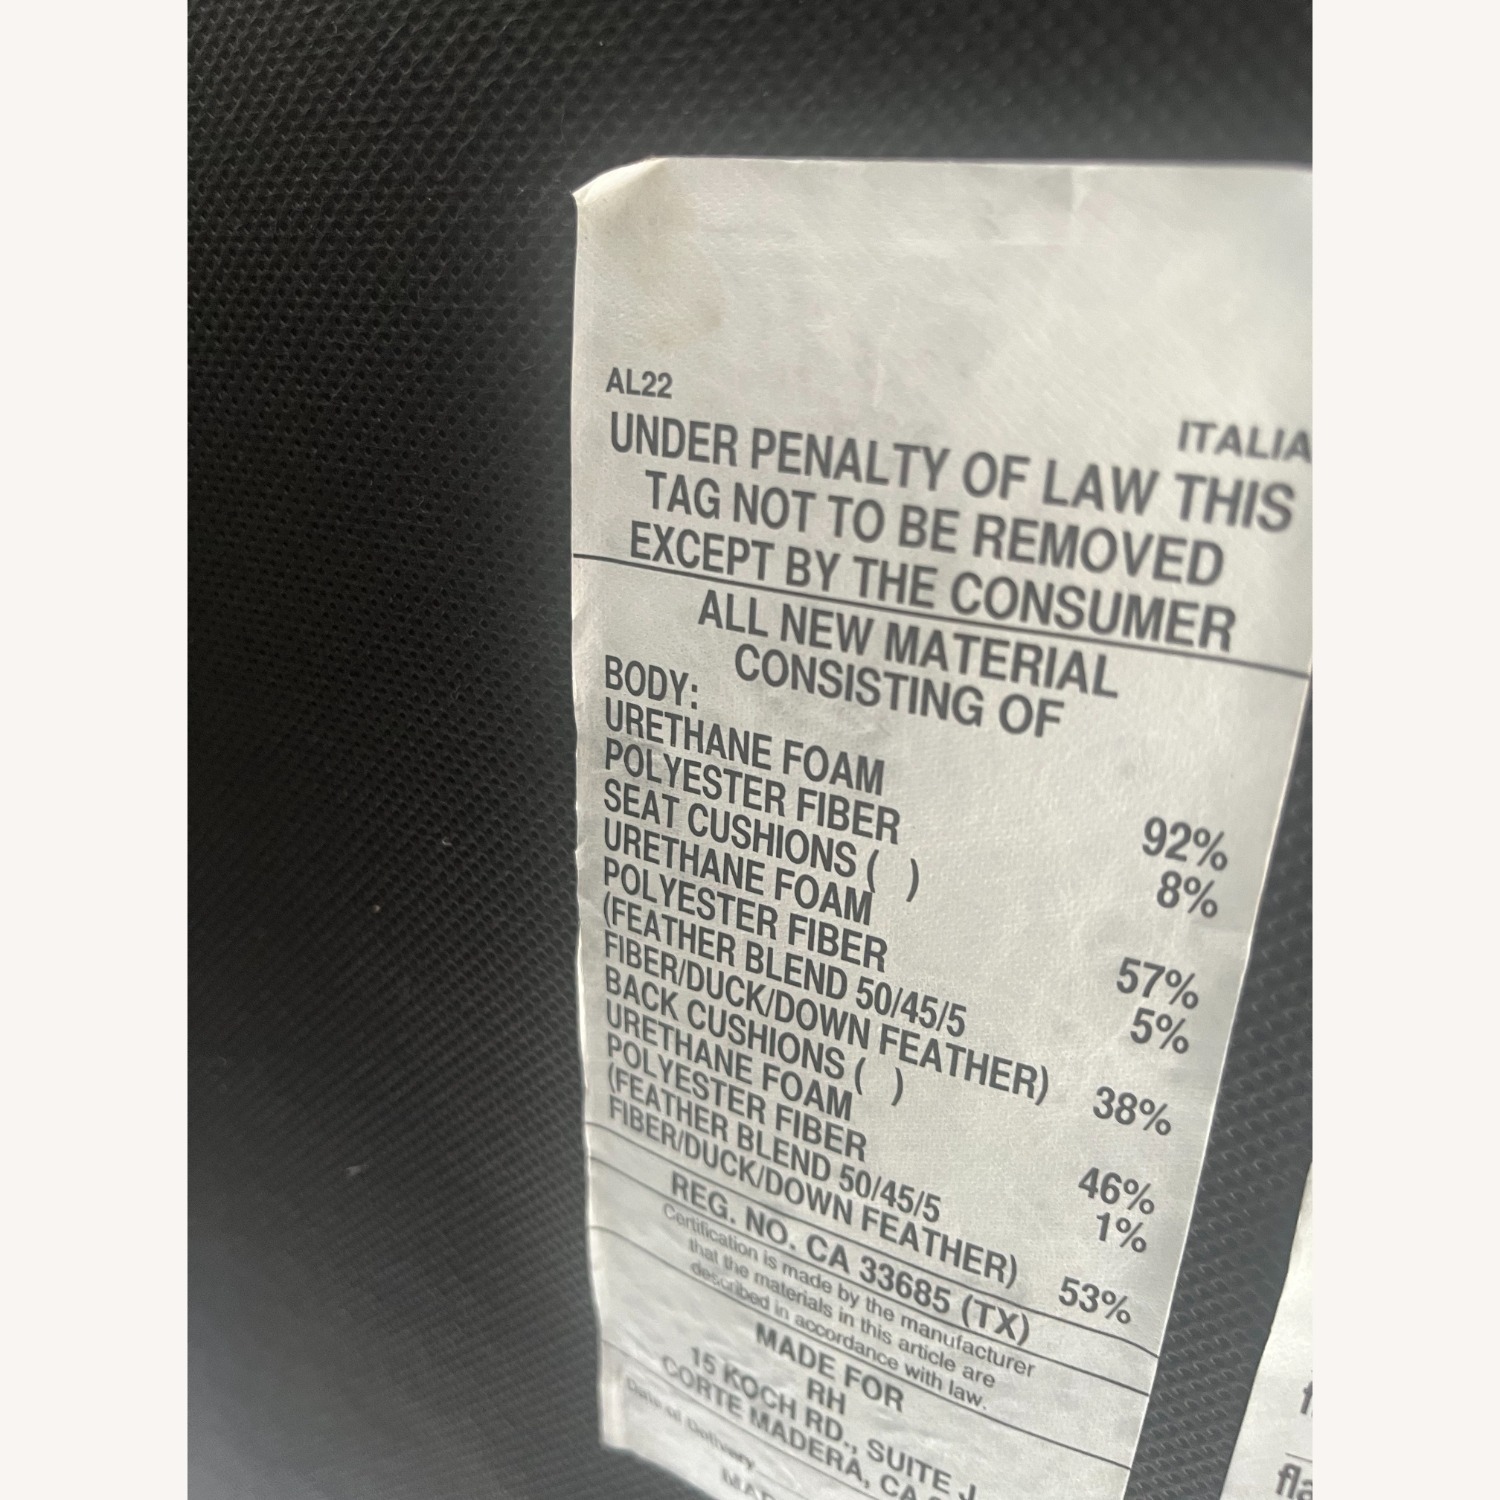 AL22
ITALIA
UNDER PENALTY OF LAW THIS
TAG NOT TO BE REMOVED
EXCEPT BY THE CONSUMER
ALL NEW MATERIAL
CONSISTING OF
BODY:
URETHANE FOAM 92%
POLYESTER FIBER 8%
SEAT CUSHIONS ( )
URETHANE FOAM 57%
POLYESTER FIBER 5%
(FEATHER BLEND 50/45/5
FIBER/DUCK/DOWN FEATHER) 38%
BACK CUSHIONS ( )
URETHANE FOAM 46%
POLYESTER FIBER 1%
(FEATHER BLEND 50/45/5
FIBER/DUCK/DOWN FEATHER) 53%
REG. NO. CA 33685 (TX)
Certification is made by the manufacturer
that the materials in this article are
described in accordance with law.
MADE FOR
RH
15 KOCH RD., SUITE J
CORTE MADERA, CA
Date of Delivery